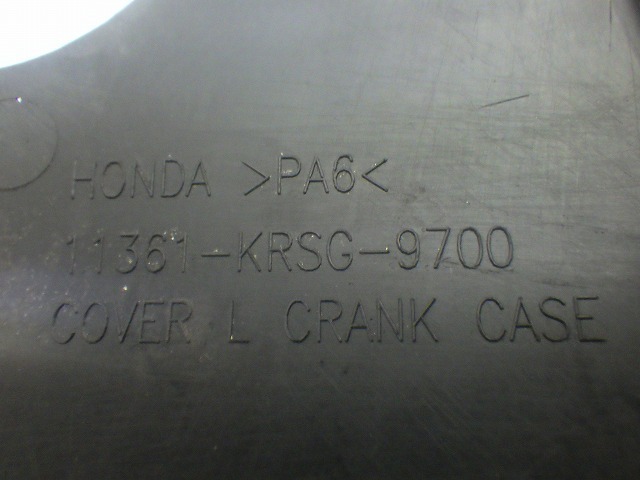 HONDA >PA6<
11361-KRSG-9700
COVER L CRANK CASE